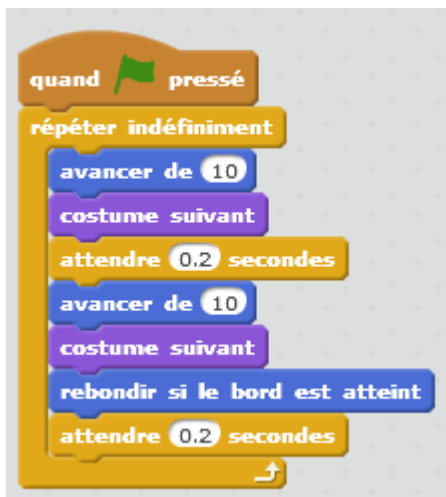 quand pressé
répéter indéfiniment
avancer de 10
costume suivant
attendre 0.2 secondes
avancer de 10
costume suivant
rebondir si le bord est atteint
attendre 0.2 secondes